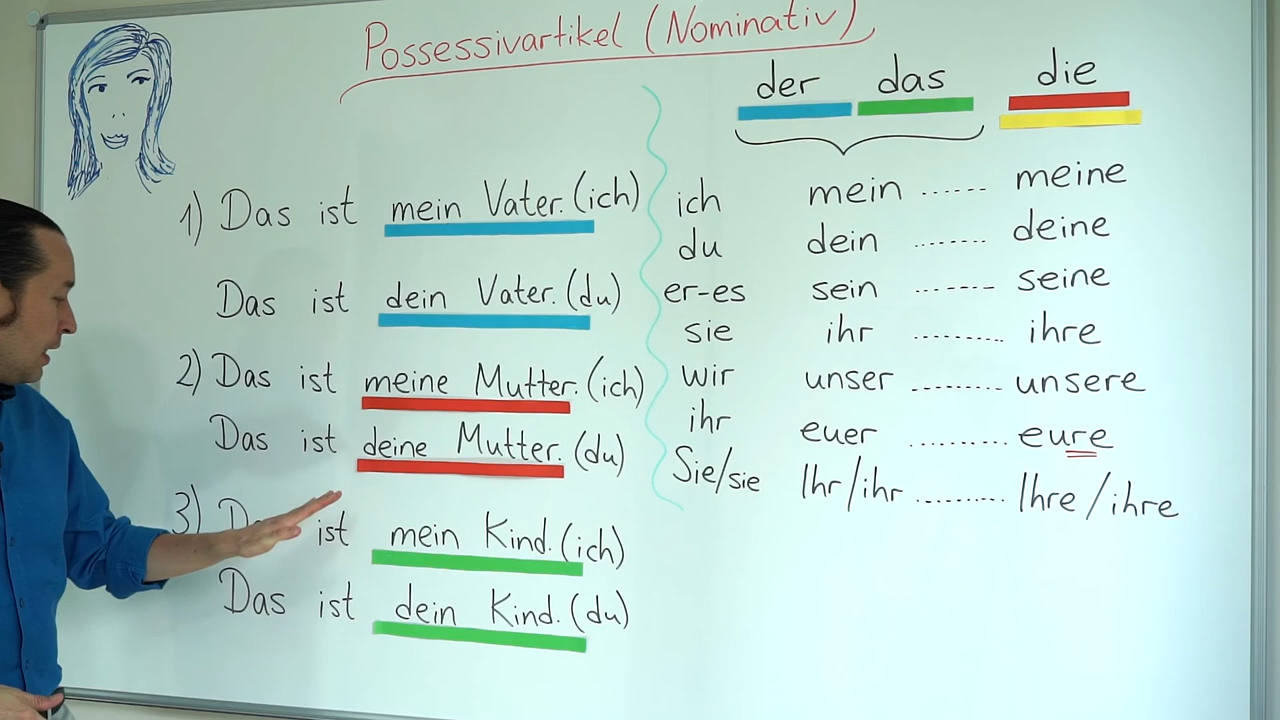 Possessivartikel (Nominativ)
der das die
1) Das ist mein Vater. (ich)
Das ist dein Vater. (du)
2) Das ist meine Mutter. (ich)
Das ist deine Mutter. (du)
3) ist mein Kind. (ich)
Das ist dein Kind. (du)
ich mein ...... meine
du dein ........ deine
er-es sein ....... seine
sie ihr .......... ihre
wir unser ......... unsere
ihr euer .......... eure
Sie/sie Ihr/ihr ......... Ihre/ihre